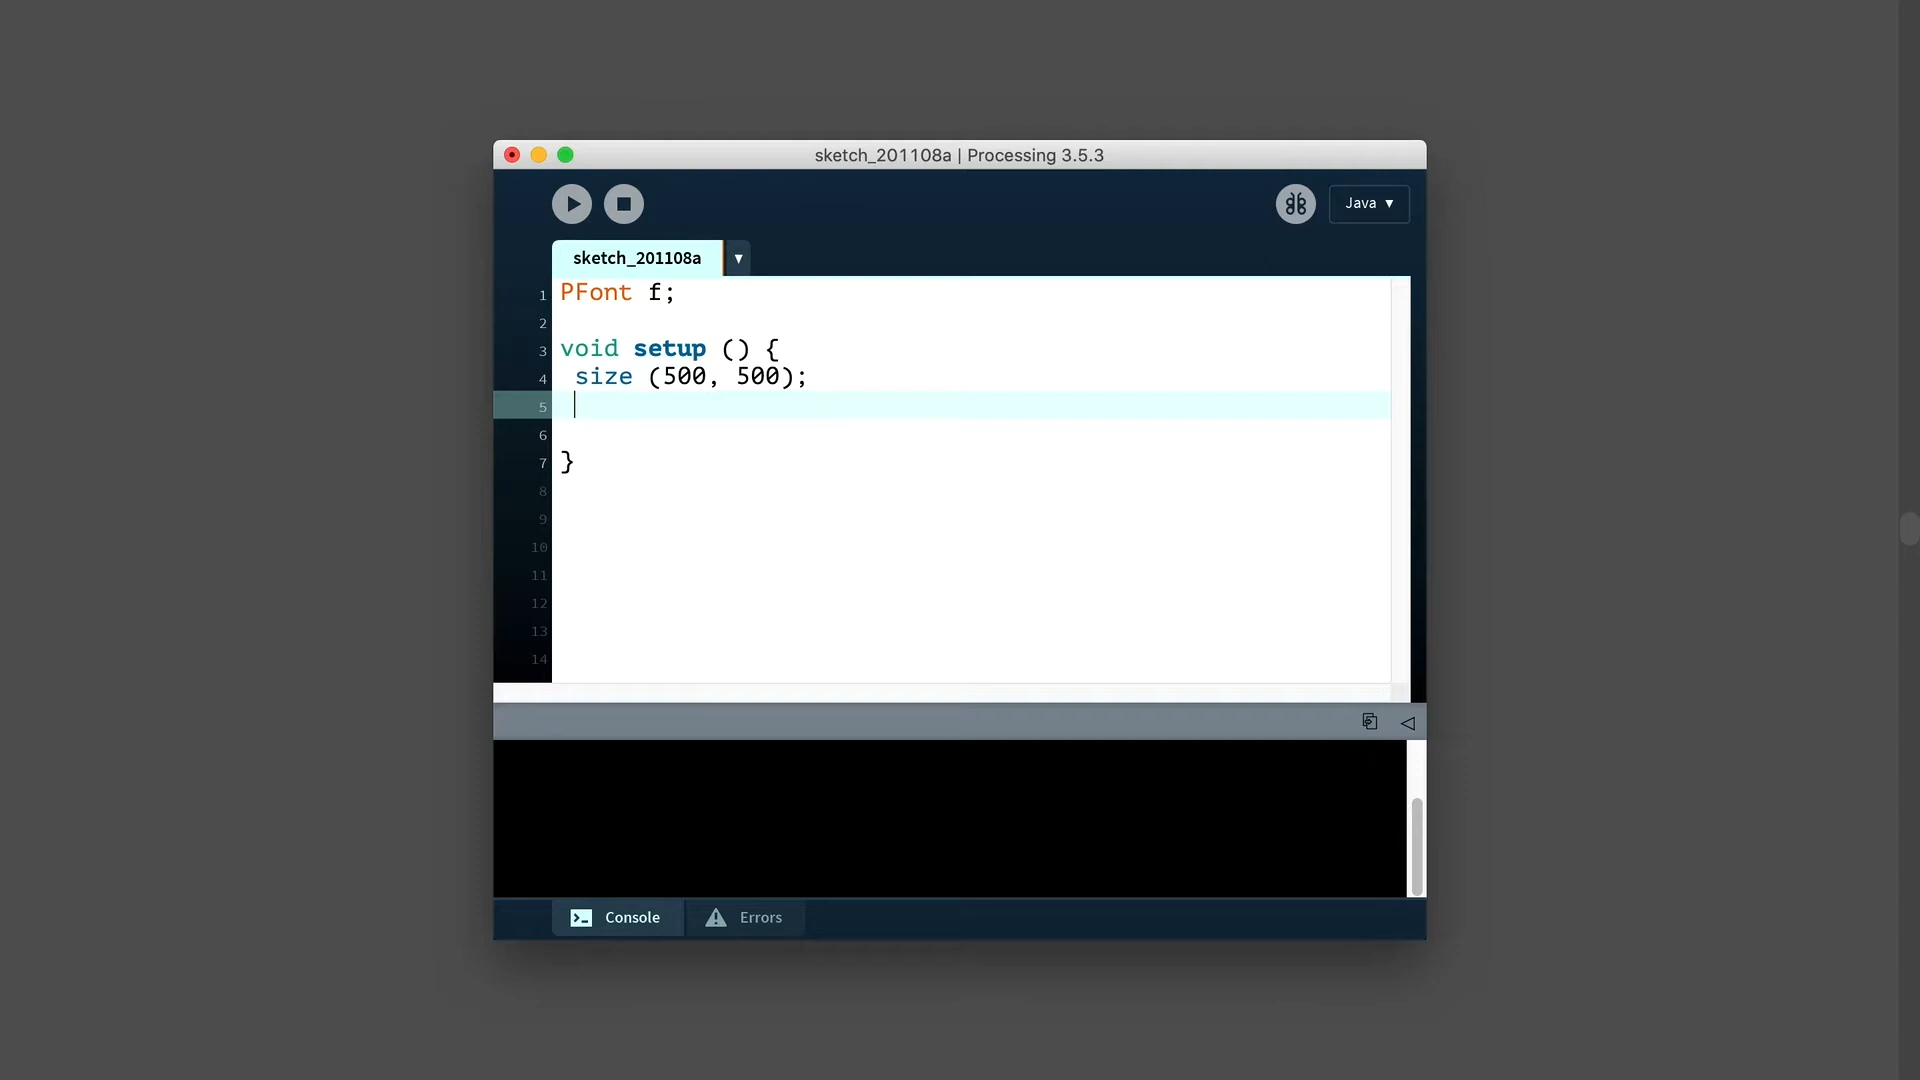 sketch_201108a | Processing 3.5.3
Java ▼
sketch_201108a ▼
1 PFont f;
2
3 void setup () {
4 size (500, 500);
5
6
7 }
8
9
10
11
12
13
14
Console Errors